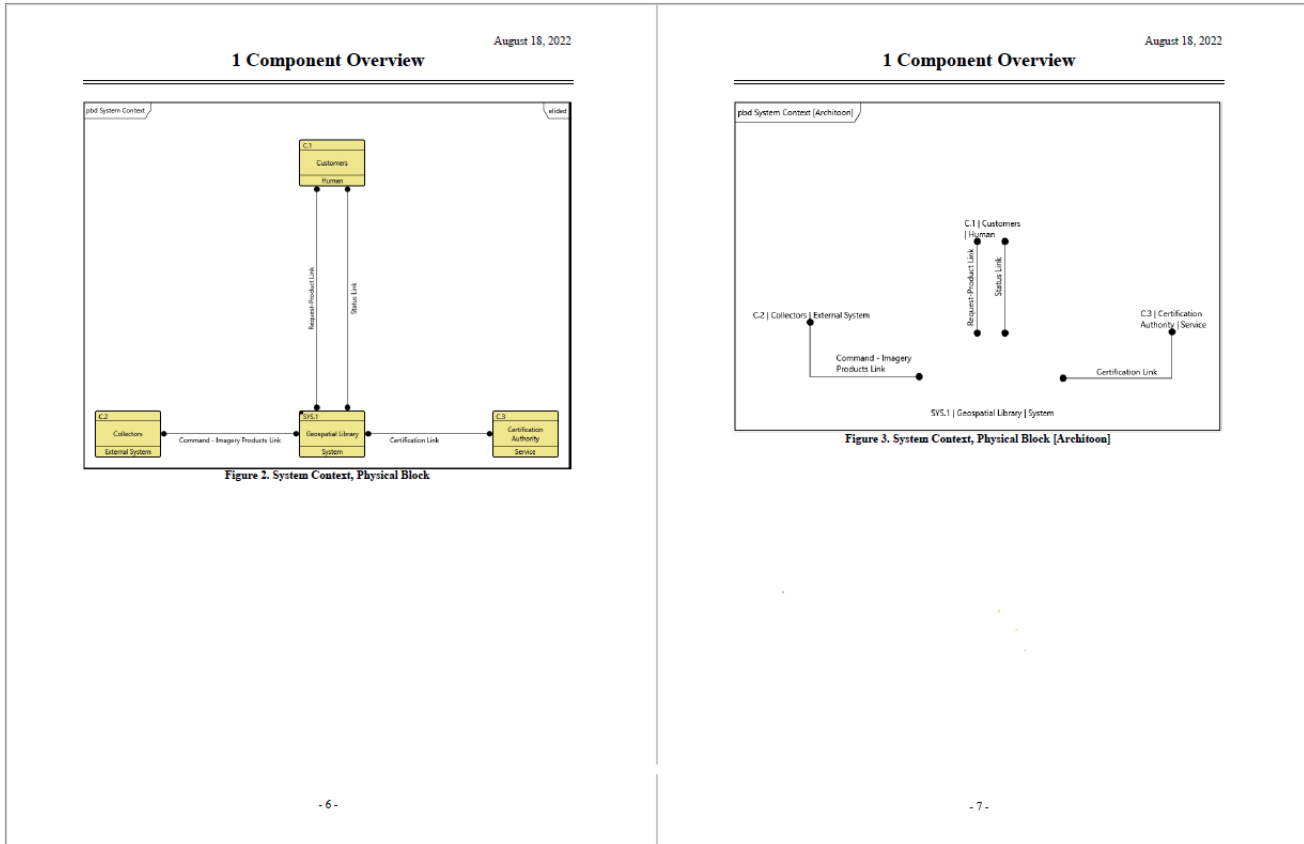 August 18, 2022
1 Component Overview
pbd System Context
elided
C.1
Customers
Human
Request-Product Link
Status Link
C.2
Collectors
External System
Command - Imagery Products Link
SYS.1
Geospatial Library
System
Certification Link
C.3
Certification
Authority
Service
Figure 2. System Context, Physical Block
- 6 -
August 18, 2022
1 Component Overview
pbd System Context [Architoon]
C.1 | Customers
| Human
Request-Product Link
Status Link
C.2 | Collectors | External System
C.3 | Certification
Authority | Service
Command - Imagery
Products Link
Certification Link
SYS.1 | Geospatial Library | System
Figure 3. System Context, Physical Block [Architoon]
- 7 -